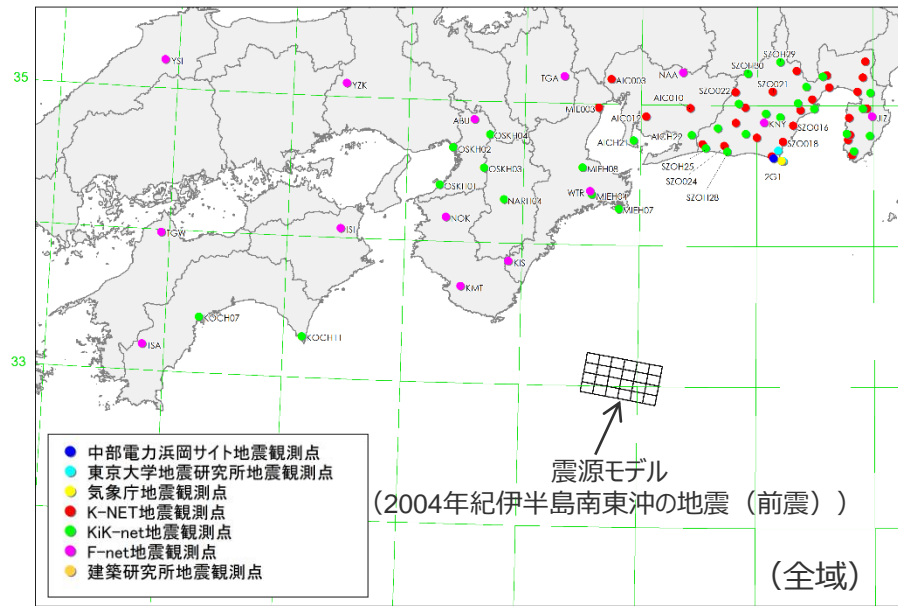 YSI
35
YZK
TGA
AIC003
NAA
SZOH30
SZOH29
SZO022
SZO021
MIE003
AIC010
AIC012
ABU
OSKH04
OSKH02
OSKH03
AICH21
AICH22
KNY
SZO016
JIZ
SZO018
SZOH25
SZO024
SZOH28
2G1
OSKH01
MIEH08
WTR
MIEH04
MIEH07
NARH04
NOK
TGW
ISI
KIS
KMT
KOCH07
KOCH11
ISA
33
震源モデル
(2004年紀伊半島南東沖の地震(前震))
中部電力浜岡サイト地震観測点
東京大学地震研究所地震観測点
気象庁地震観測点
K-NET地震観測点
KiK-net地震観測点
F-net地震観測点
建築研究所地震観測点
(全域)